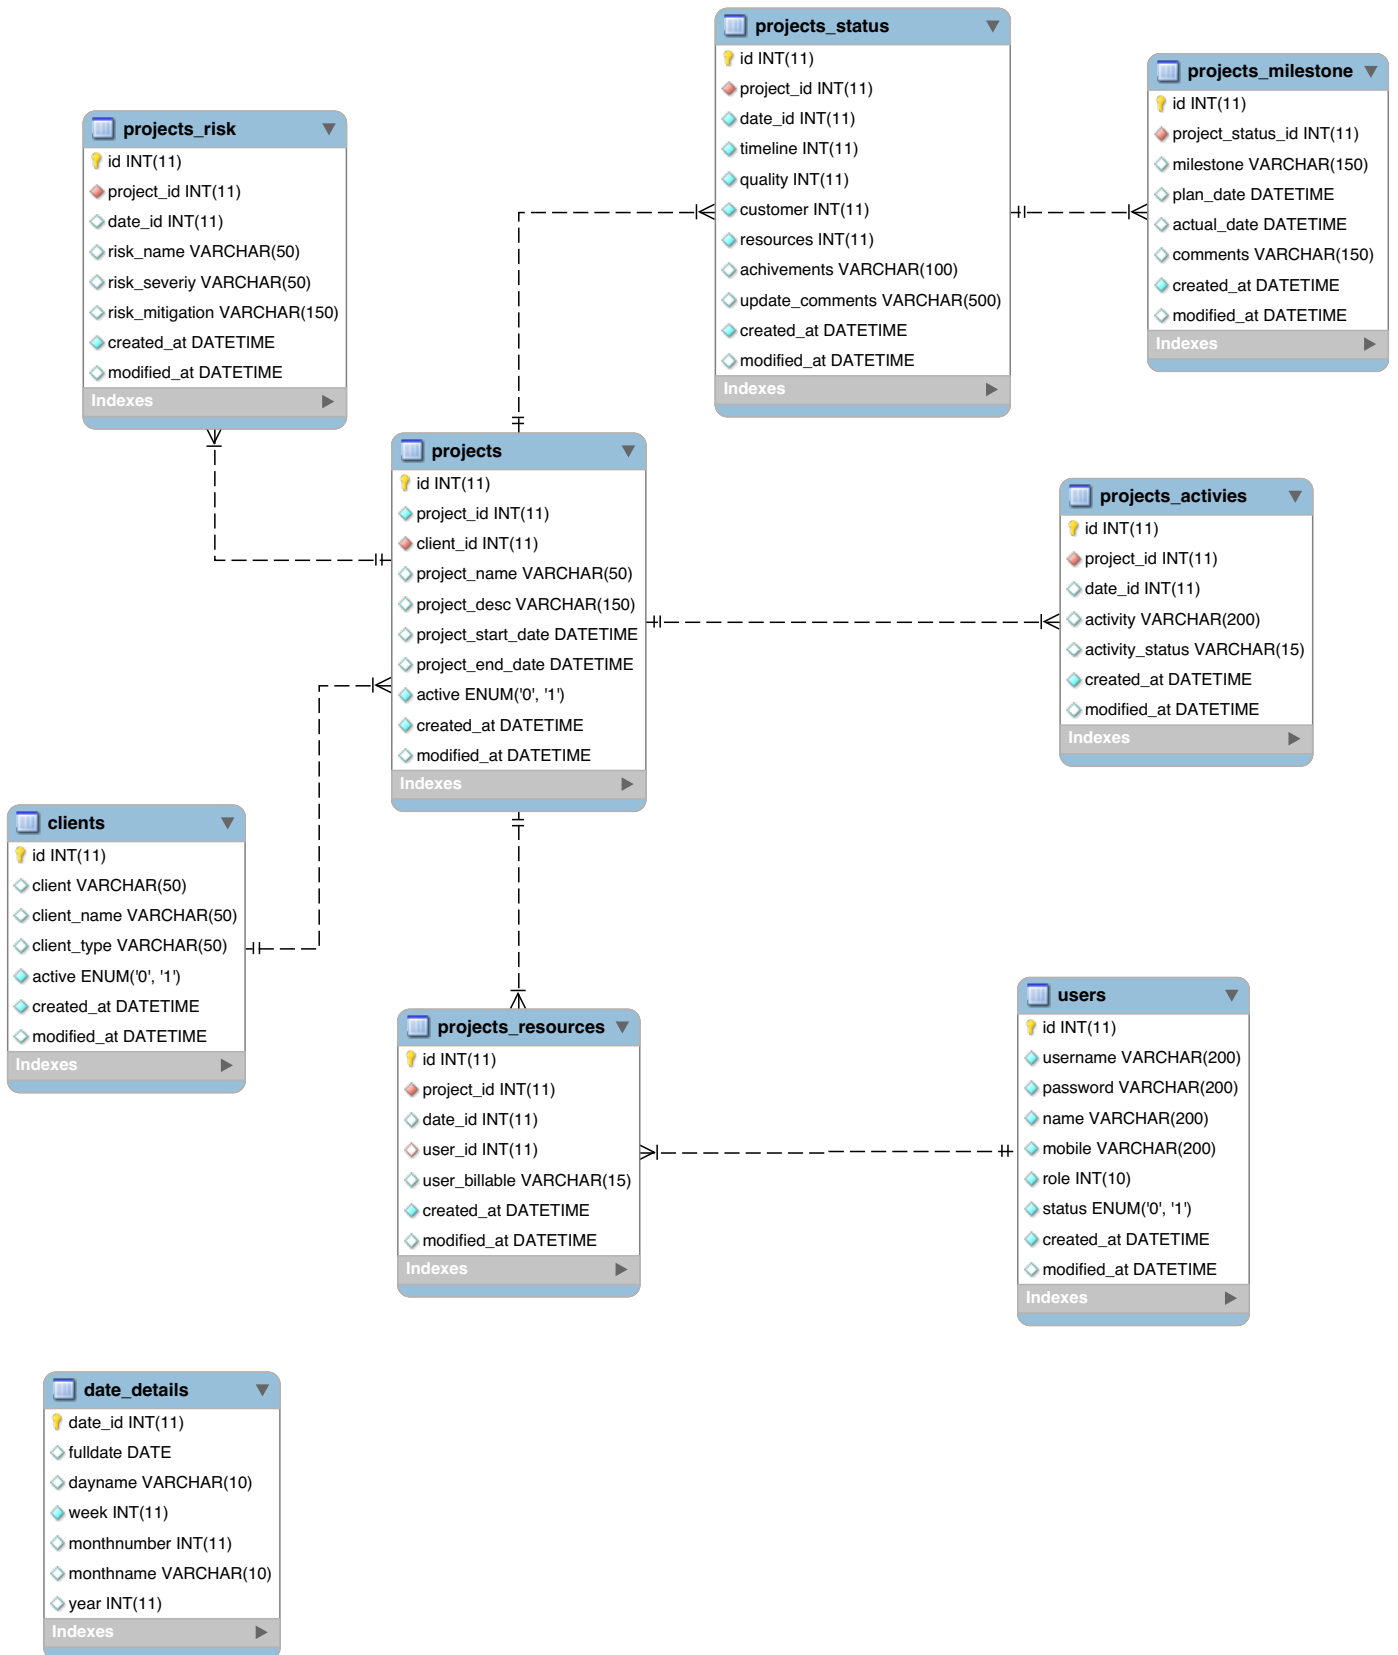 projects_status
id INT(11)
project_id INT(11)
date_id INT(11)
timeline INT(11)
quality INT(11)
customer INT(11)
resources INT(11)
achivements VARCHAR(100)
update_comments VARCHAR(500)
created_at DATETIME
modified_at DATETIME
Indexes
projects_milestone
id INT(11)
project_status_id INT(11)
milestone VARCHAR(150)
plan_date DATETIME
actual_date DATETIME
comments VARCHAR(150)
created_at DATETIME
modified_at DATETIME
Indexes
projects_risk
id INT(11)
project_id INT(11)
date_id INT(11)
risk_name VARCHAR(50)
risk_severiy VARCHAR(50)
risk_mitigation VARCHAR(150)
created_at DATETIME
modified_at DATETIME
Indexes
projects
id INT(11)
project_id INT(11)
client_id INT(11)
project_name VARCHAR(50)
project_desc VARCHAR(150)
project_start_date DATETIME
project_end_date DATETIME
active ENUM('0', '1')
created_at DATETIME
modified_at DATETIME
Indexes
projects_activies
id INT(11)
project_id INT(11)
date_id INT(11)
activity VARCHAR(200)
activity_status VARCHAR(15)
created_at DATETIME
modified_at DATETIME
Indexes
clients
id INT(11)
client VARCHAR(50)
client_name VARCHAR(50)
client_type VARCHAR(50)
active ENUM('0', '1')
created_at DATETIME
modified_at DATETIME
Indexes
projects_resources
id INT(11)
project_id INT(11)
date_id INT(11)
user_id INT(11)
user_billable VARCHAR(15)
created_at DATETIME
modified_at DATETIME
Indexes
users
id INT(11)
username VARCHAR(200)
password VARCHAR(200)
name VARCHAR(200)
mobile VARCHAR(200)
role INT(10)
status ENUM('0', '1')
created_at DATETIME
modified_at DATETIME
Indexes
date_details
date_id INT(11)
fulldate DATE
dayname VARCHAR(10)
week INT(11)
monthnumber INT(11)
monthname VARCHAR(10)
year INT(11)
Indexes